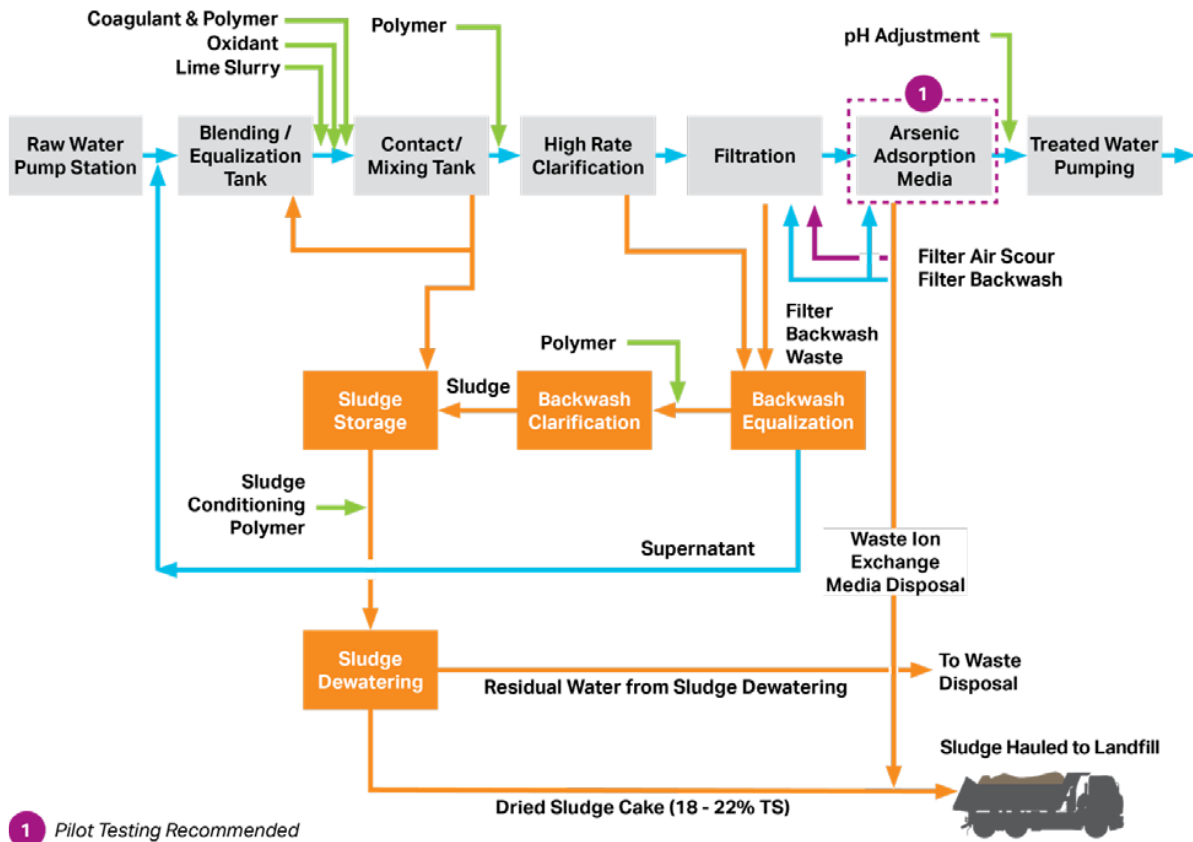 Coagulant & Polymer
Oxidant
Lime Slurry
Polymer
pH Adjustment
1
Raw Water
Pump Station
Blending /
Equalization
Tank
Contact/
Mixing Tank
High Rate
Clarification
Filtration
Arsenic
Adsorption
Media
Treated Water
Pumping
Filter Air Scour
Filter Backwash
Filter
Backwash
Waste
Polymer
Sludge
Storage
Sludge
Backwash
Clarification
Backwash
Equalization
Sludge
Conditioning
Polymer
Supernatant
Waste Ion
Exchange
Media Disposal
Sludge
Dewatering
Residual Water from Sludge Dewatering
To Waste
Disposal
Sludge Hauled to Landfill
Dried Sludge Cake (18 - 22% TS)
1 Pilot Testing Recommended